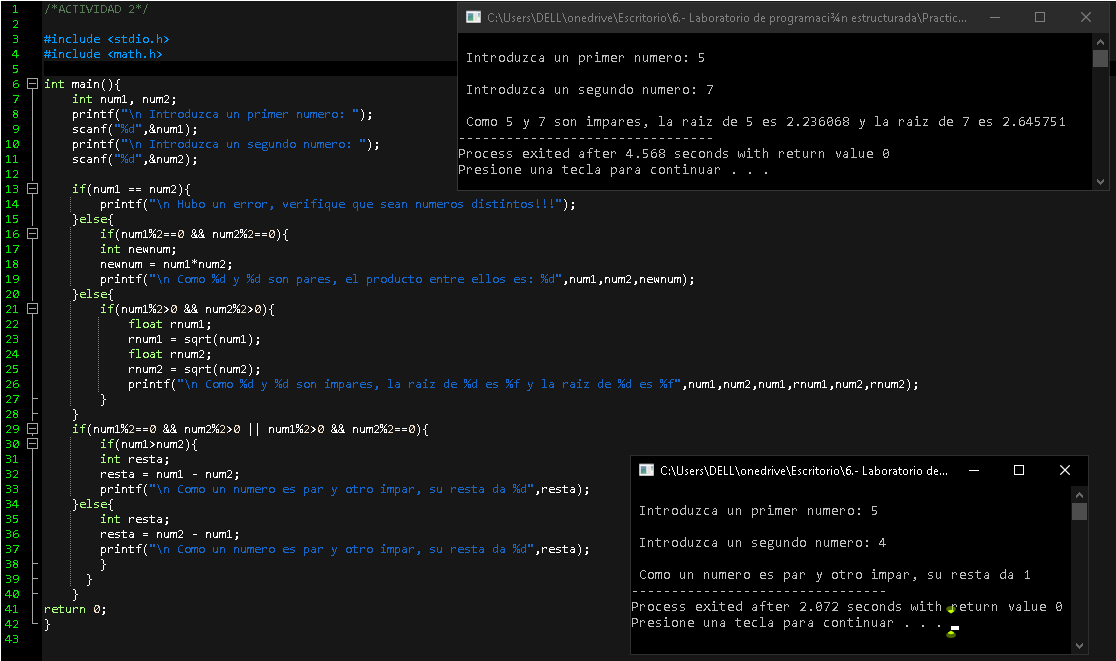 1 /*ACTIVIDAD 2*/
2
3 #include <stdio.h>
4 #include <math.h>
5
6 int main(){
7 int num1, num2;
8 printf("\n Introduzca un primer numero: ");
9 scanf("%d",&num1);
10 printf("\n Introduzca un segundo numero: ");
11 scanf("%d",&num2);
12
13 if(num1 == num2){
14 printf("\n Hubo un error, verifique que sean numeros distintos!!!");
15 }else{
16 if(num1%2==0 && num2%2==0){
17 int newnum;
18 newnum = num1*num2;
19 printf("\n Como %d y %d son pares, el producto entre ellos es: %d",num1,num2,newnum);
20 }else{
21 if(num1%2>0 && num2%2>0){
22 float rnum1;
23 rnum1 = sqrt(num1);
24 float rnum2;
25 rnum2 = sqrt(num2);
26 printf("\n Como %d y %d son impares, la raiz de %d es %f y la raiz de %d es %f",num1,num2,num1,rnum1,num2,rnum2);
27 }
28 }
29 if(num1%2==0 && num2%2>0 || num1%2>0 && num2%2==0){
30 if(num1>num2){
31 int resta;
32 resta = num1 - num2;
33 printf("\n Como un numero es par y otro impar, su resta da %d",resta);
34 }else{
35 int resta;
36 resta = num2 - num1;
37 printf("\n Como un numero es par y otro impar, su resta da %d",resta);
38 }
39 }
40 }
41 return 0;
42 }
43
C:\Users\DELL\onedrive\Escritorio\6.- Laboratorio de programaci¾n estructurada\Practic...
Introduzca un primer numero: 5
Introduzca un segundo numero: 7
Como 5 y 7 son impares, la raiz de 5 es 2.236068 y la raiz de 7 es 2.645751
--------------------------------
Process exited after 4.568 seconds with return value 0
Presione una tecla para continuar . . .
C:\Users\DELL\onedrive\Escritorio\6.- Laboratorio de...
Introduzca un primer numero: 5
Introduzca un segundo numero: 4
Como un numero es par y otro impar, su resta da 1
--------------------------------
Process exited after 2.072 seconds with return value 0
Presione una tecla para continuar . . .